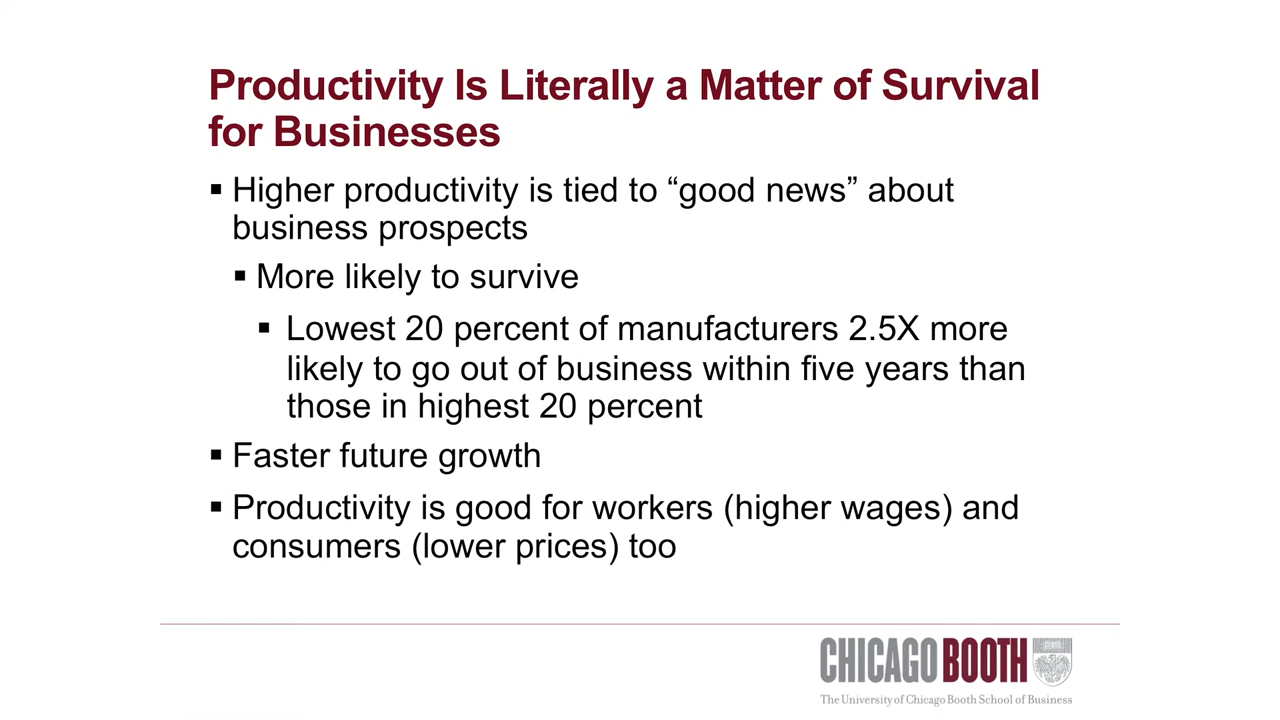 Productivity Is Literally a Matter of Survival
for Businesses
▪ Higher productivity is tied to “good news” about
business prospects
▪ More likely to survive
▪ Lowest 20 percent of manufacturers 2.5X more
likely to go out of business within five years than
those in highest 20 percent
▪ Faster future growth
▪ Productivity is good for workers (higher wages) and
consumers (lower prices) too
CHICAGO BOOTH
The University of Chicago Booth School of Business